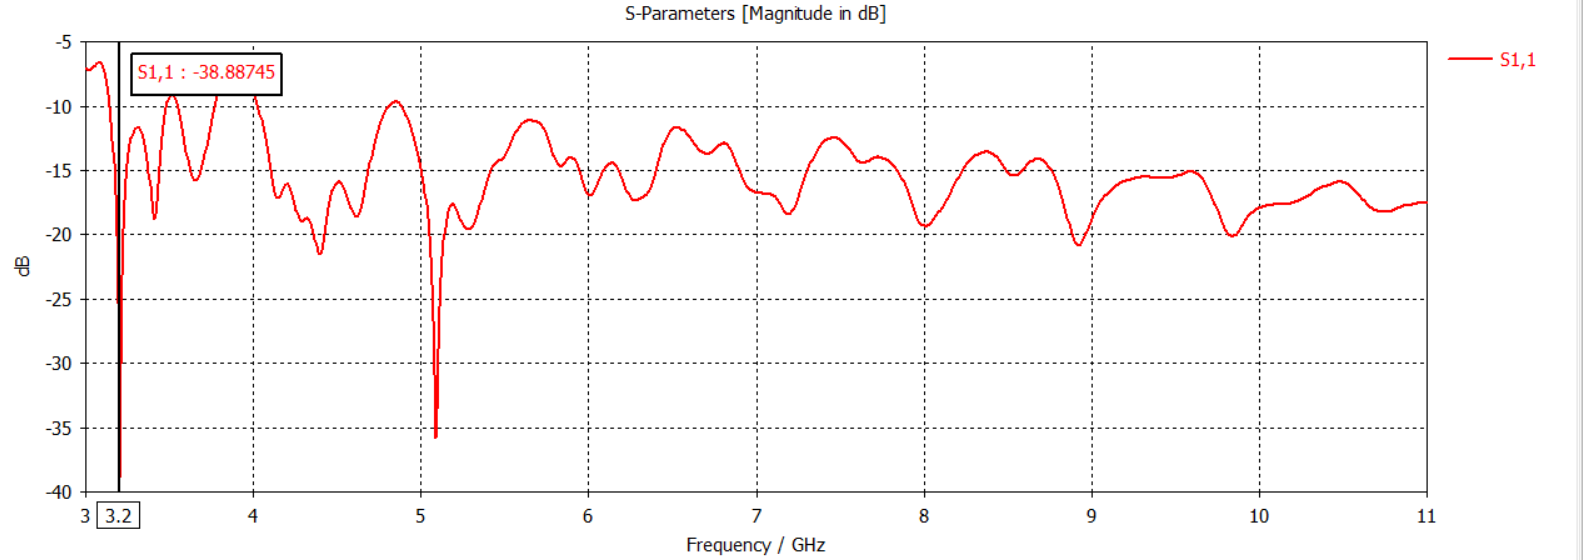 S-Parameters [Magnitude in dB]
S1,1 : -38.88745
S1,1
-5
-10
-15
-20
-25
-30
-35
-40
dB
3 3.2 4 5 6 7 8 9 10 11
Frequency / GHz